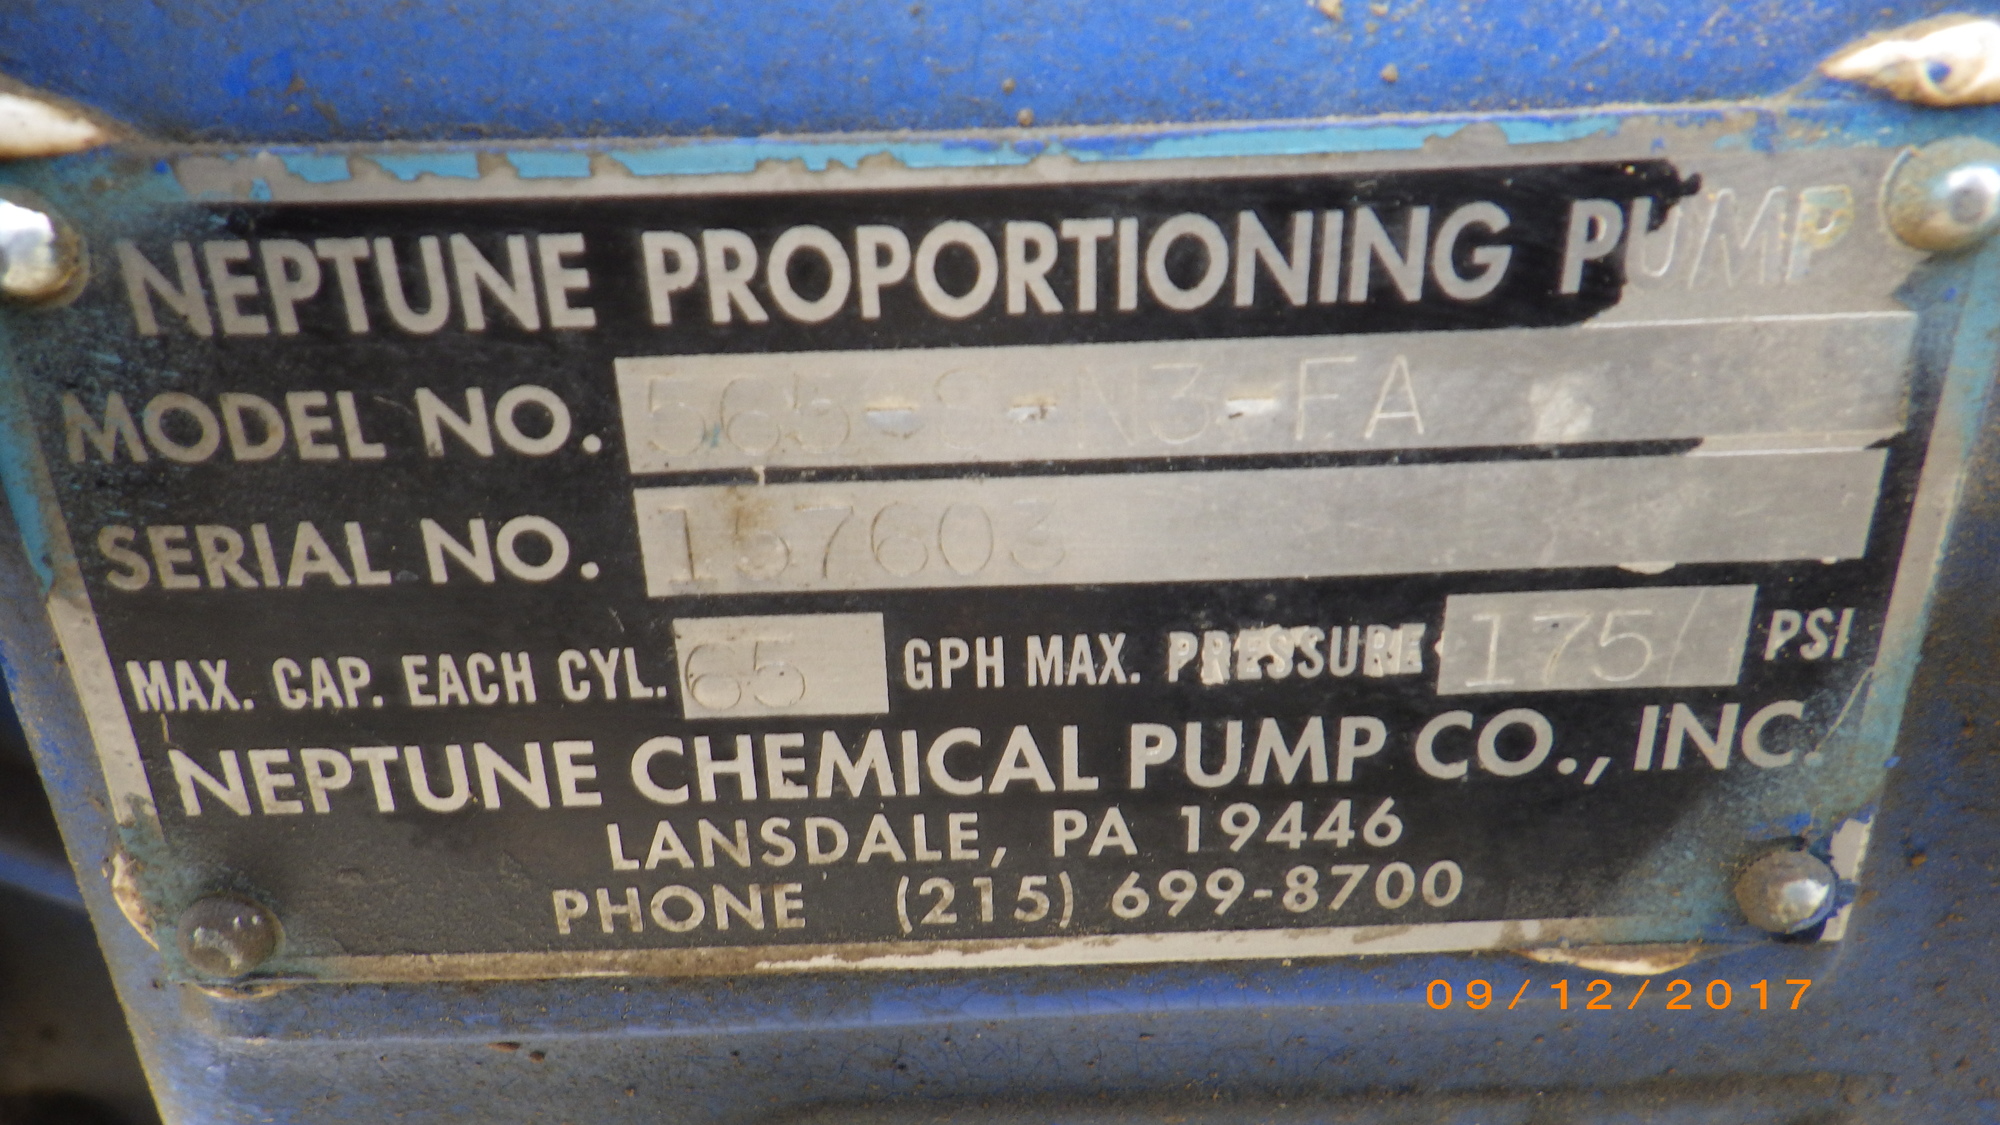 NEPTUNE PROPORTIONING PUMP
MODEL NO. 565-S-N3-FA
SERIAL NO. 157603
MAX. CAP. EACH CYL. 65 GPH MAX. PRESSURE 175/ PSI
NEPTUNE CHEMICAL PUMP CO., INC.
LANSDALE, PA 19446
PHONE (215) 699-8700
09/12/2017